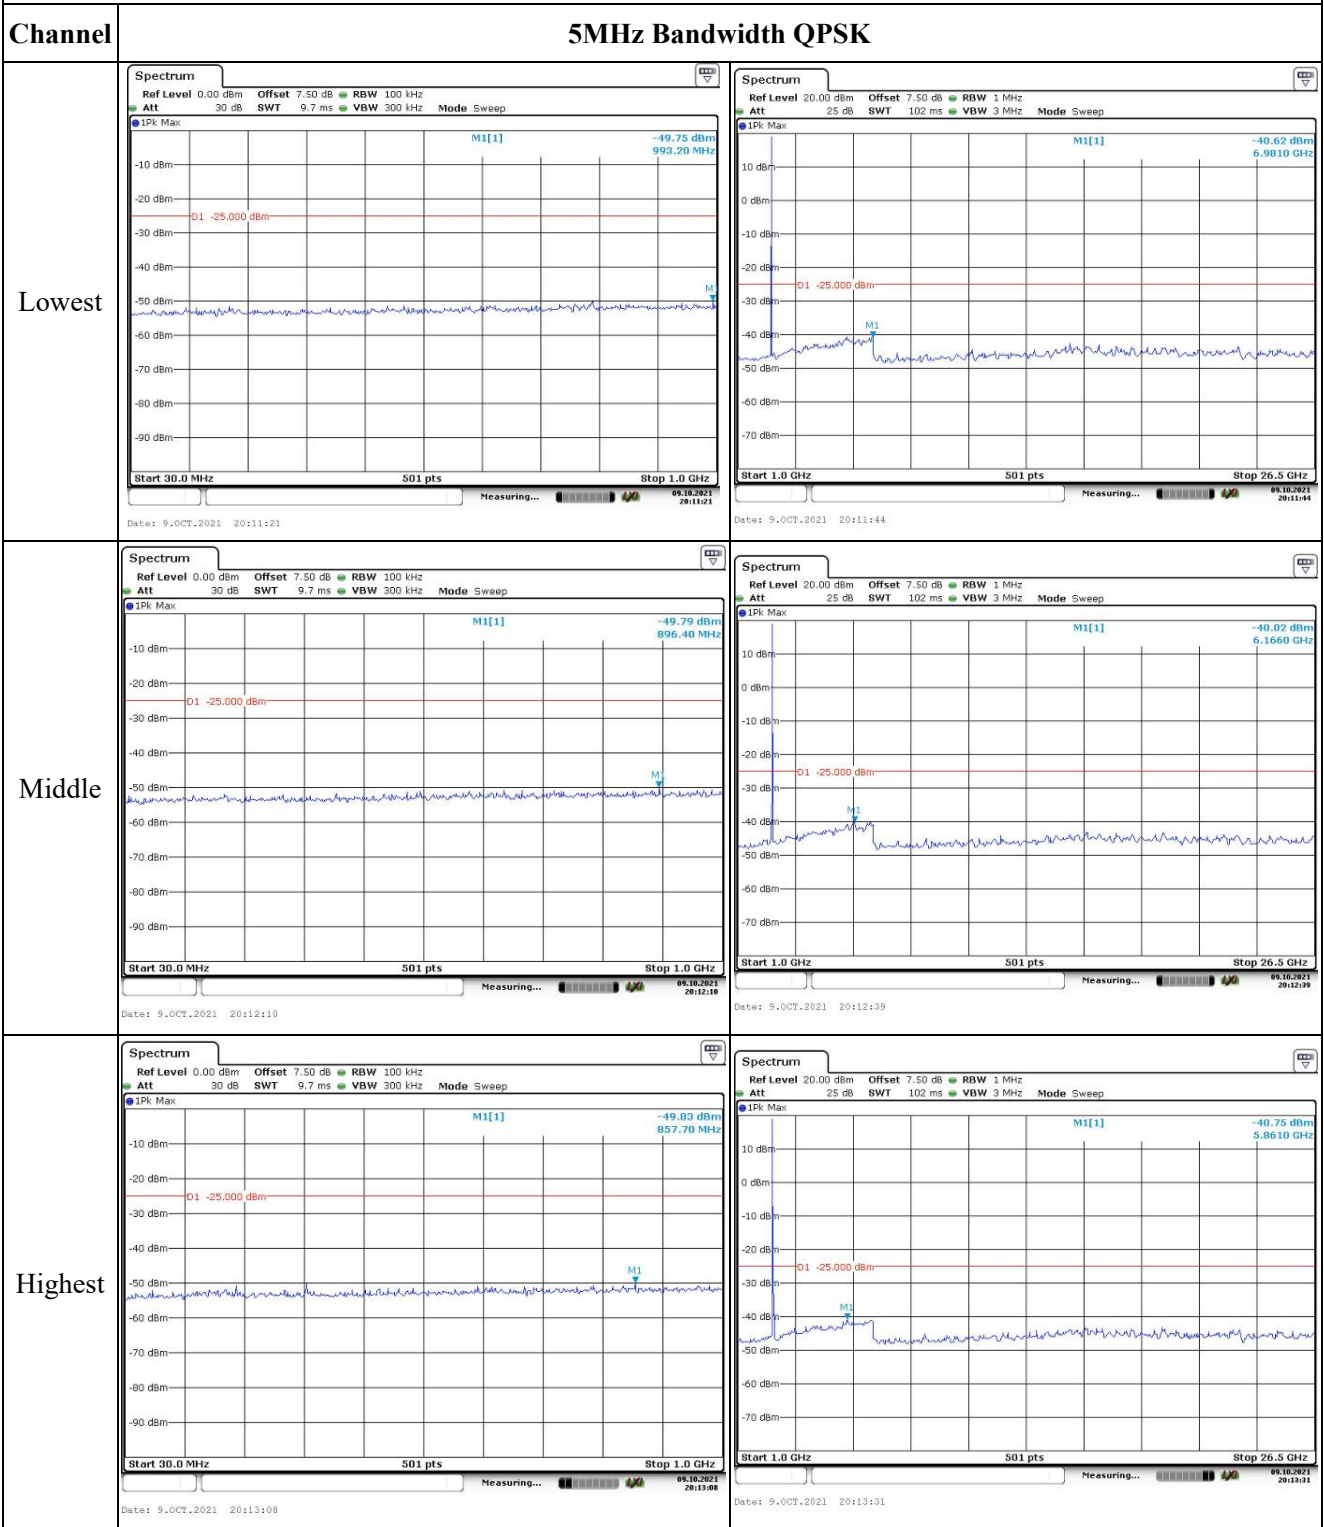 Channel
5MHz Bandwidth QPSK
Lowest
Spectrum
Ref Level 0.00 dBm Offset 7.50 dB RBW 100 kHz
Att 30 dB SWT 9.7 ms VBW 300 kHz Mode Sweep
1Pk Max
M1[1] -49.75 dBm
993.20 MHz
-10 dBm
-20 dBm
D1 -25.000 dBm
-30 dBm
-40 dBm
M1
-50 dBm
-60 dBm
-70 dBm
-80 dBm
-90 dBm
Start 30.0 MHz 501 pts Stop 1.0 GHz
Measuring... 09.10.2021
20:11:21
Date: 9.OCT.2021 20:11:21
Spectrum
Ref Level 20.00 dBm Offset 7.50 dB RBW 1 MHz
Att 25 dB SWT 102 ms VBW 3 MHz Mode Sweep
1Pk Max
M1[1] -40.62 dBm
6.9810 GHz
10 dBm
0 dBm
-10 dBm
-20 dBm
D1 -25.000 dBm
-30 dBm
M1
-40 dBm
-50 dBm
-60 dBm
-70 dBm
Start 1.0 GHz 501 pts Stop 26.5 GHz
Measuring... 09.10.2021
20:11:44
Date: 9.OCT.2021 20:11:44
Middle
Spectrum
Ref Level 0.00 dBm Offset 7.50 dB RBW 100 kHz
Att 30 dB SWT 9.7 ms VBW 300 kHz Mode Sweep
1Pk Max
M1[1] -49.79 dBm
896.40 MHz
-10 dBm
-20 dBm
D1 -25.000 dBm
-30 dBm
-40 dBm
M1
-50 dBm
-60 dBm
-70 dBm
-80 dBm
-90 dBm
Start 30.0 MHz 501 pts Stop 1.0 GHz
Measuring... 09.10.2021
20:12:10
Date: 9.OCT.2021 20:12:10
Spectrum
Ref Level 20.00 dBm Offset 7.50 dB RBW 1 MHz
Att 25 dB SWT 102 ms VBW 3 MHz Mode Sweep
1Pk Max
M1[1] -40.02 dBm
6.1660 GHz
10 dBm
0 dBm
-10 dBm
-20 dBm
D1 -25.000 dBm
-30 dBm
M1
-40 dBm
-50 dBm
-60 dBm
-70 dBm
Start 1.0 GHz 501 pts Stop 26.5 GHz
Measuring... 09.10.2021
20:12:39
Date: 9.OCT.2021 20:12:39
Highest
Spectrum
Ref Level 0.00 dBm Offset 7.50 dB RBW 100 kHz
Att 30 dB SWT 9.7 ms VBW 300 kHz Mode Sweep
1Pk Max
M1[1] -49.83 dBm
857.70 MHz
-10 dBm
-20 dBm
D1 -25.000 dBm
-30 dBm
-40 dBm
M1
-50 dBm
-60 dBm
-70 dBm
-80 dBm
-90 dBm
Start 30.0 MHz 501 pts Stop 1.0 GHz
Measuring... 09.10.2021
20:13:08
Date: 9.OCT.2021 20:13:08
Spectrum
Ref Level 20.00 dBm Offset 7.50 dB RBW 1 MHz
Att 25 dB SWT 102 ms VBW 3 MHz Mode Sweep
1Pk Max
M1[1] -40.75 dBm
5.8610 GHz
10 dBm
0 dBm
-10 dBm
-20 dBm
D1 -25.000 dBm
-30 dBm
M1
-40 dBm
-50 dBm
-60 dBm
-70 dBm
Start 1.0 GHz 501 pts Stop 26.5 GHz
Measuring... 09.10.2021
20:13:31
Date: 9.OCT.2021 20:13:31